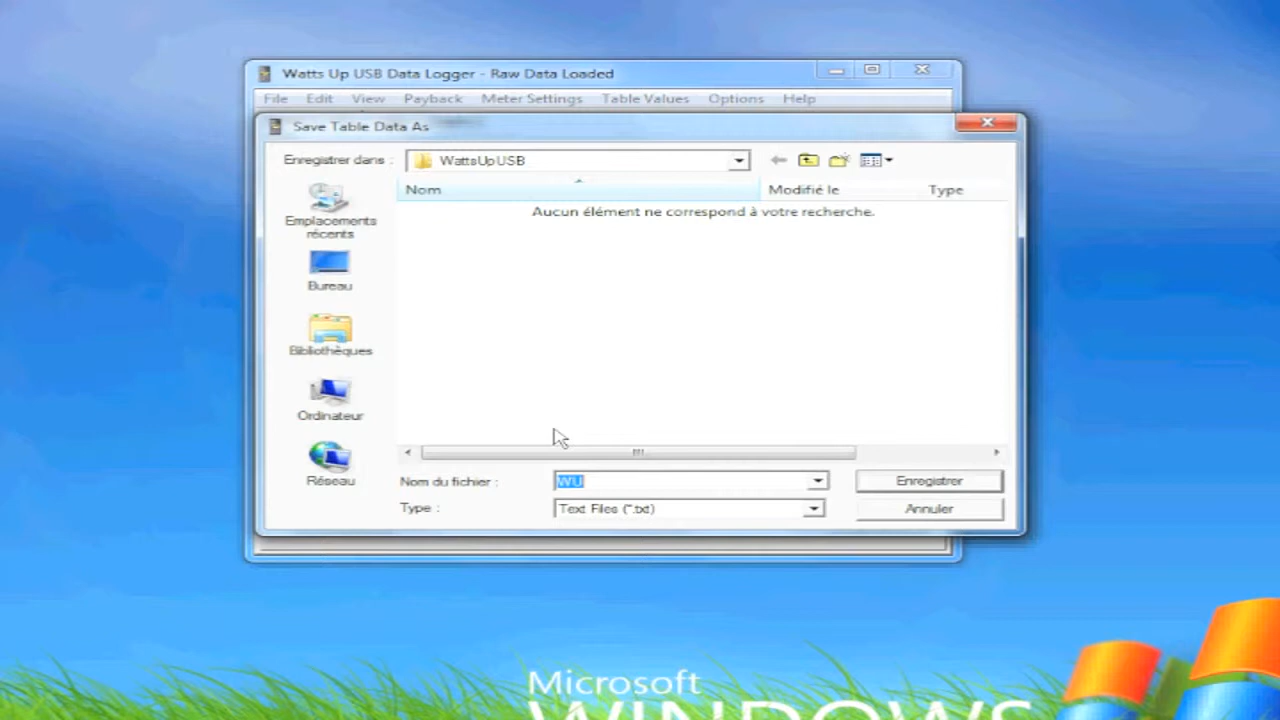 Watts Up USB Data Logger - Raw Data Loaded
File Edit View Payback Meter Settings Table Values Options Help
Save Table Data As
Enregistrer dans : WattsUpUSB
Nom Modifié le Type
Aucun élément ne correspond à votre recherche.
Emplacements
récents
Bureau
Bibliothèques
Ordinateur
Réseau
Nom du fichier : WU Enregistrer
Type : Text Files (*.txt) Annuler
Microsoft
WINDOWS